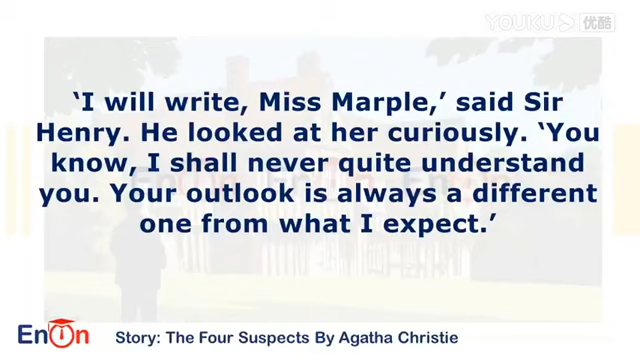 YOUKU 优酷
‘I will write, Miss Marple,’ said Sir
Henry. He looked at her curiously. ‘You
know, I shall never quite understand
you. Your outlook is always a different
one from what I expect.’
EnOn
Story: The Four Suspects By Agatha Christie